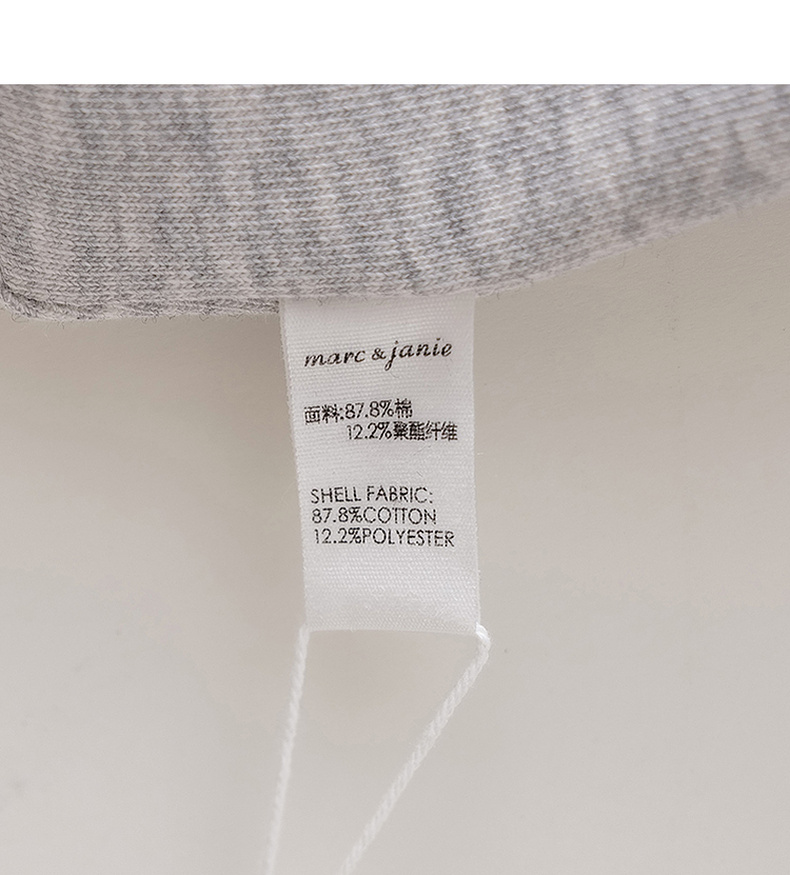 marc & janie
面料:87.8%棉
12.2%聚酯纤维
SHELL FABRIC:
87.8%COTTON
12.2%POLYESTER